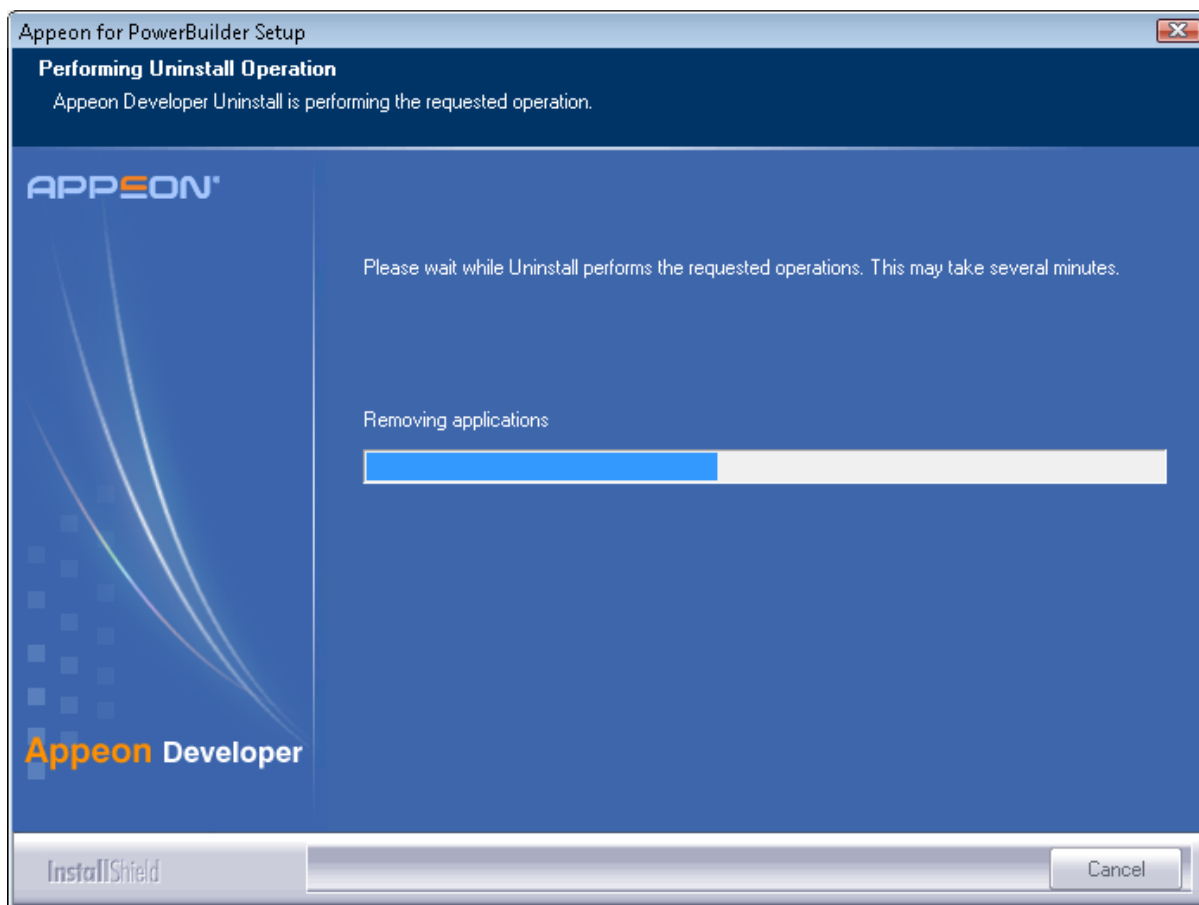 Appeon for PowerBuilder Setup
Performing Uninstall Operation
Appeon Developer Uninstall is performing the requested operation.
APPEON
Please wait while Uninstall performs the requested operations. This may take several minutes.
Removing applications
Appeon Developer
InstallShield
Cancel